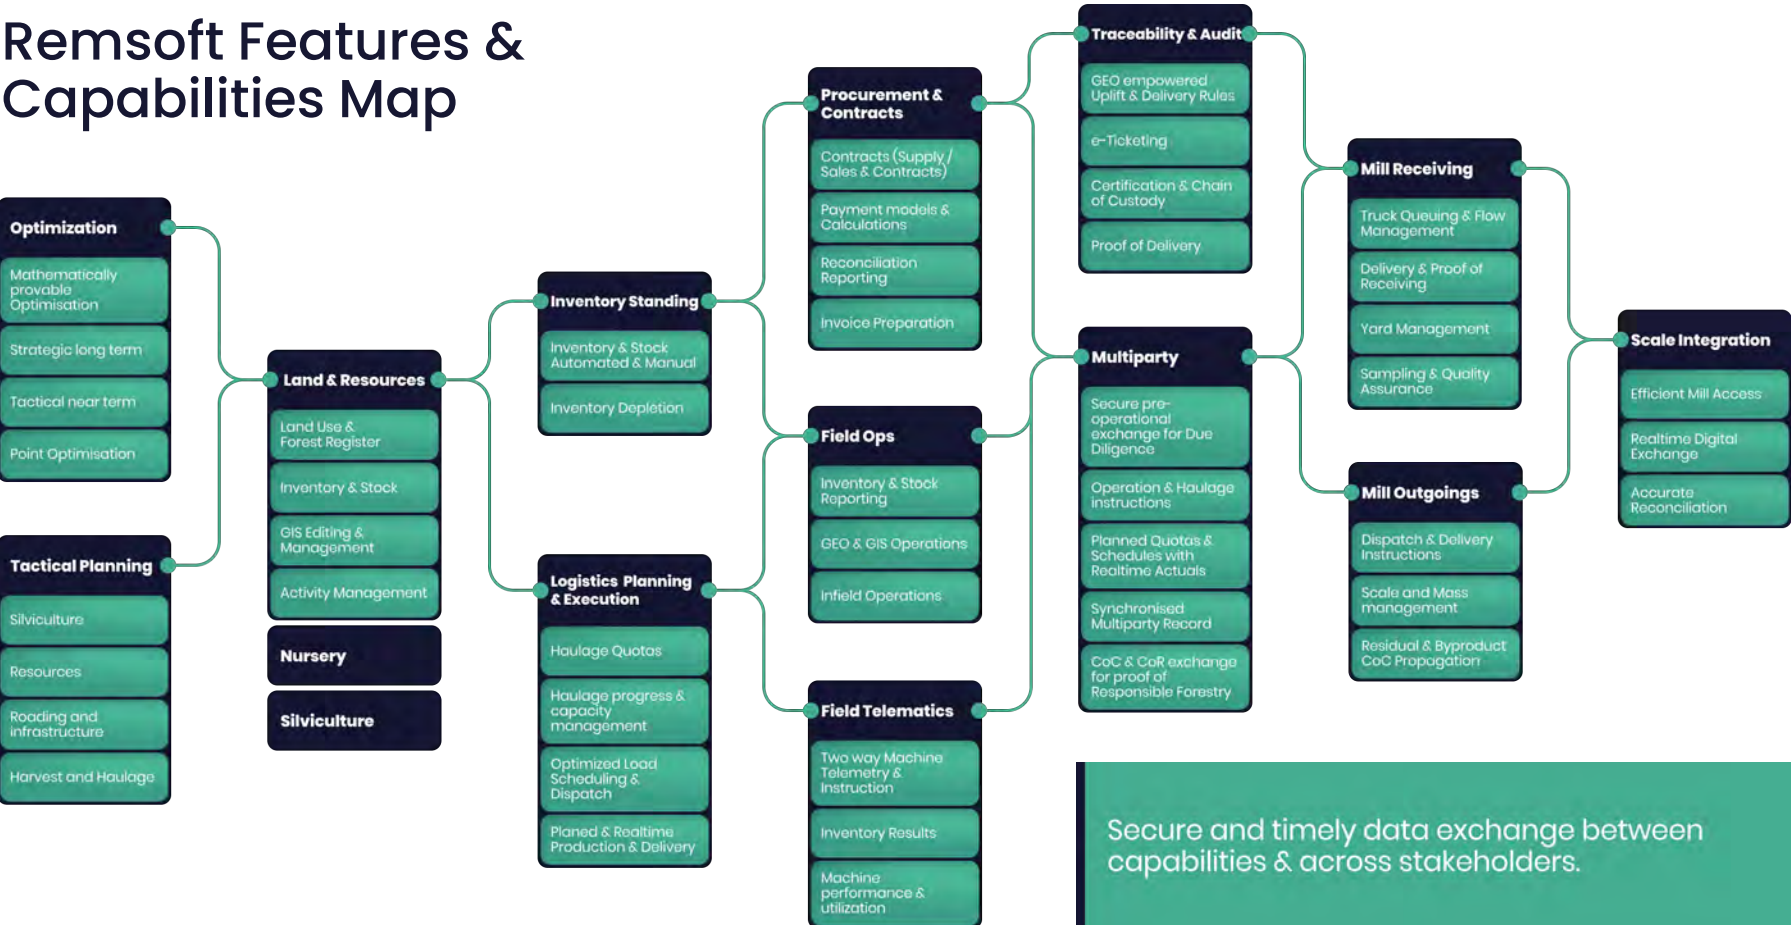 Remsoft Features &
Capabilities Map
Optimization
Mathematically
provable
Optimisation
Strategic long term
Tactical near term
Point Optimisation
Tactical Planning
Silviculture
Resources
Roading and
infrastructure
Harvest and Haulage
Land & Resources
Land Use &
Forest Register
Inventory & Stock
GIS Editing &
Management
Activity Management
Nursery
Silviculture
Inventory Standing
Inventory & Stock
Automated & Manual
Inventory Depletion
Logistics Planning
& Execution
Haulage Quotas
Haulage progress &
capacity
management
Optimized Load
Scheduling &
Dispatch
Planed & Realtime
Production & Delivery
Procurement &
Contracts
Contracts (Supply /
Sales & Contracts)
Payment models &
Calculations
Reconciliation
Reporting
Invoice Preparation
Field Ops
Inventory & Stock
Reporting
GEO & GIS Operations
Infield Operations
Field Telematics
Two way Machine
Telemetry &
Instruction
Inventory Results
Machine
performance &
utilization
Traceability & Audit
GEO empowered
Uplift & Delivery Rules
e-Ticketing
Certification & Chain
of Custody
Proof of Delivery
Multiparty
Secure pre-
operational
exchange for Due
Diligence
Operation & Haulage
instructions
Planned Quotas &
Schedules with
Realtime Actuals
Synchronised
Multiparty Record
CoC & CoR exchange
for proof of
Responsible Forestry
Mill Receiving
Truck Queuing & Flow
Management
Delivery & Proof of
Receiving
Yard Management
Sampling & Quality
Assurance
Mill Outgoings
Dispatch & Delivery
Instructions
Scale and Mass
management
Residual & Byproduct
CoC Propagation
Scale Integration
Efficient Mill Access
Realtime Digital
Exchange
Accurate
Reconciliation
Secure and timely data exchange between
capabilities & across stakeholders.